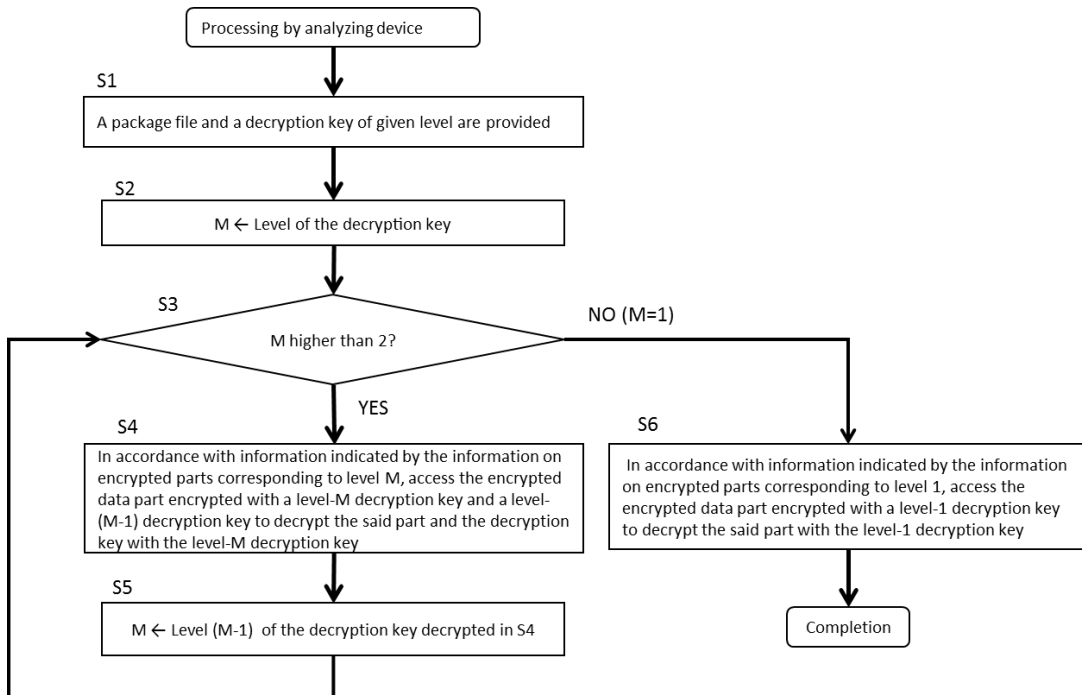 Processing by analyzing device
S1
A package file and a decryption key of given level are provided
S2
M ← Level of the decryption key
S3
M higher than 2?
NO (M=1)
YES
S4
In accordance with information indicated by the information on
encrypted parts corresponding to level M, access the encrypted
data part encrypted with a level-M decryption key and a level-
(M-1) decryption key to decrypt the said part and the decryption
key with the level-M decryption key
S6
In accordance with information indicated by the information
on encrypted parts corresponding to level 1, access the
encrypted data part encrypted with a level-1 decryption key
to decrypt the said part with the level-1 decryption key
S5
M ← Level (M-1) of the decryption key decrypted in S4
Completion